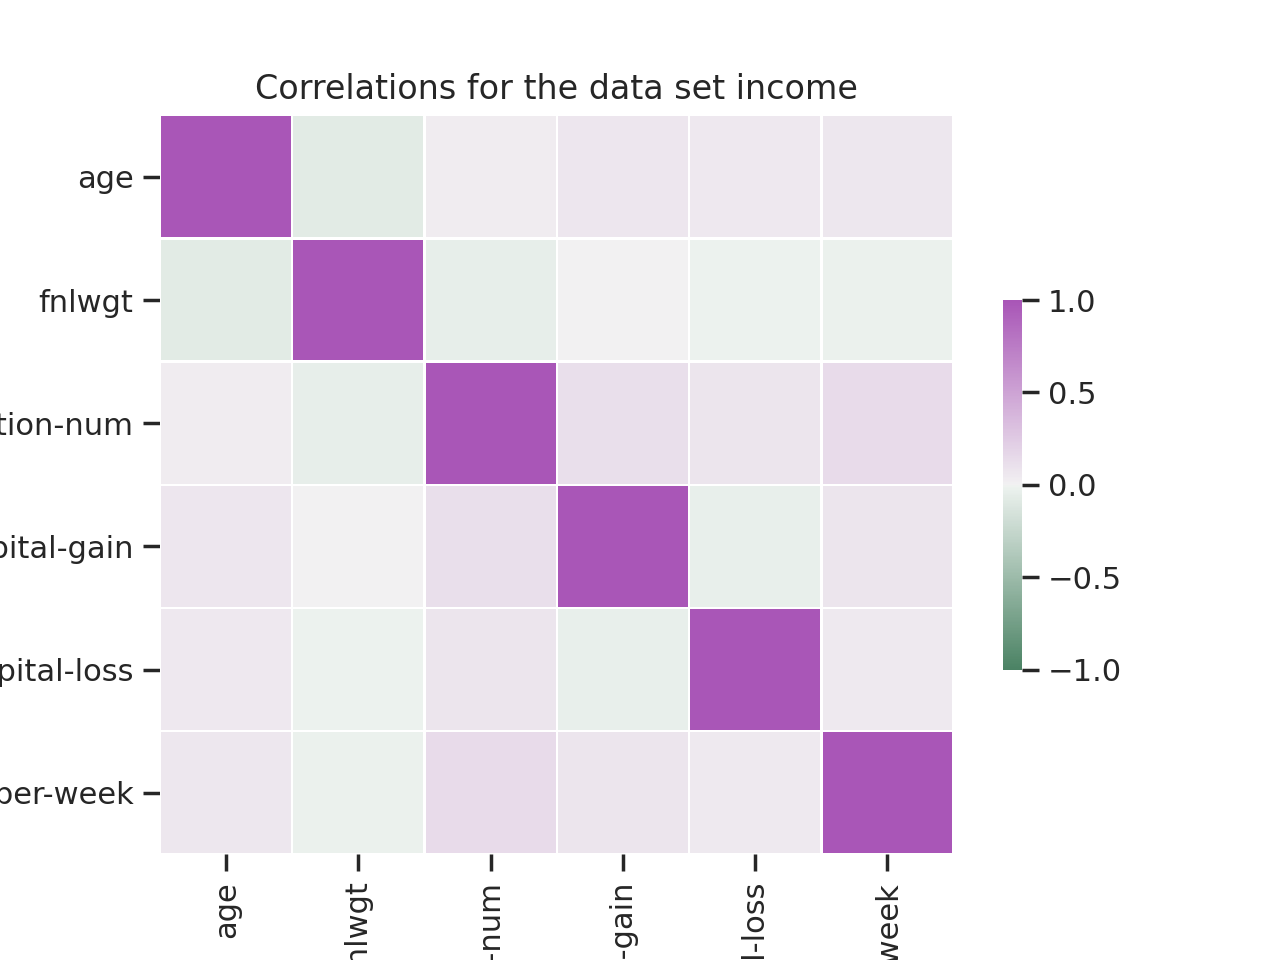 Correlations for the data set income
age
fnlwgt
tion-num
pital-gain
pital-loss
per-week
1.0
0.5
0.0
−0.5
−1.0
age
nlwgt
-num
-gain
l-loss
week